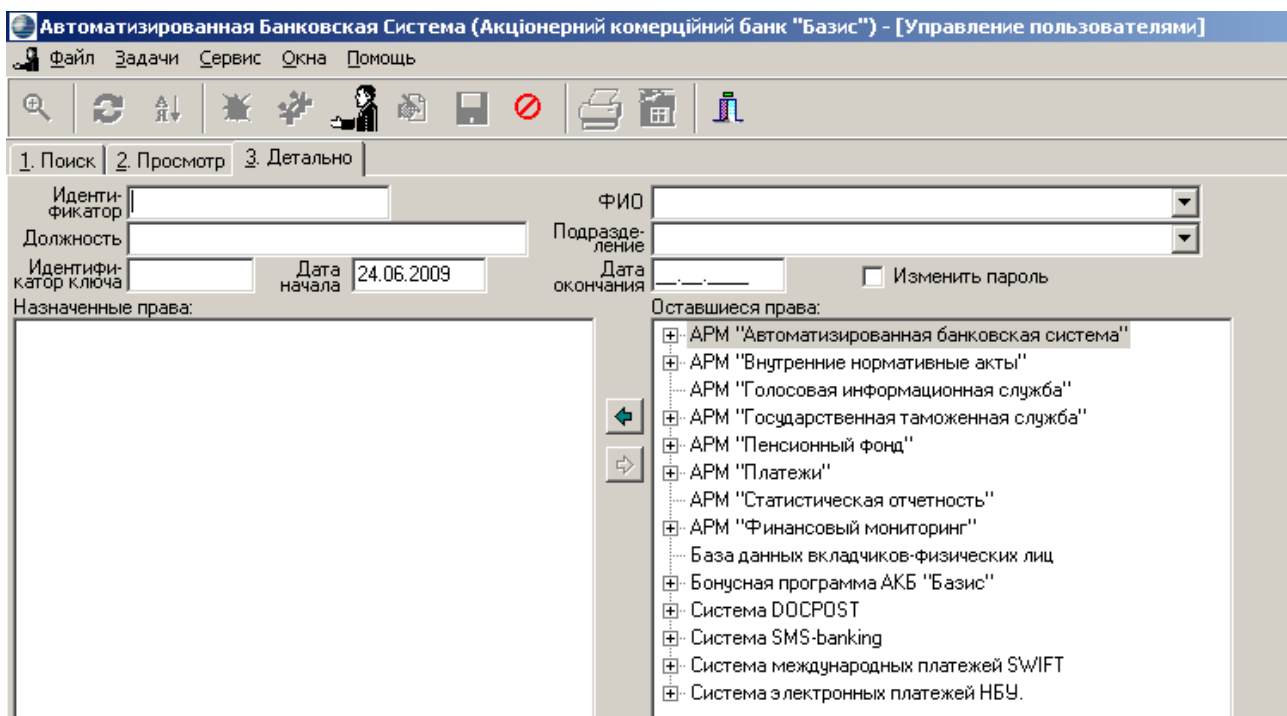 Автоматизированная Банковская Система (Акціонерний комерційний банк "Базис") - [Управление пользователями]
Файл Задачи Сервис Окна Помощь
1. Поиск 2. Просмотр 3. Детально
Иденти-
фикатор
ФИО
Должность
Подразде-
ление
Идентифи-
катор ключа
Дата
начала
24.06.2009
Дата
окончания
__.__.____
Изменить пароль
Назначенные права:
Оставшиеся права:
АРМ "Автоматизированная банковская система"
АРМ "Внутренние нормативные акты"
АРМ "Голосовая информационная служба"
АРМ "Государственная таможенная служба"
АРМ "Пенсионный фонд"
АРМ "Платежи"
АРМ "Статистическая отчетность"
АРМ "Финансовый мониторинг"
База данных вкладчиков-физических лиц
Бонусная программа АКБ "Базис"
Система DOCPOST
Система SMS-banking
Система международных платежей SWIFT
Система электронных платежей НБУ.